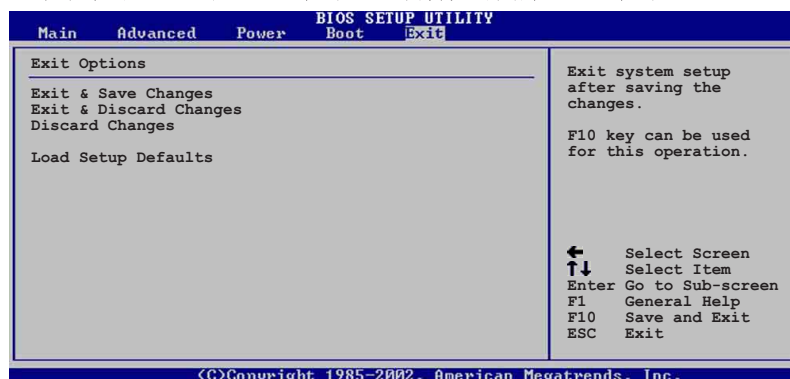 BIOS SETUP UTILITY
Main Advanced Power Boot Exit
Exit Options
Exit & Save Changes
Exit & Discard Changes
Discard Changes
Load Setup Defaults
Exit system setup
after saving the
changes.
F10 key can be used
for this operation.
← Select Screen
↑↓ Select Item
Enter Go to Sub-screen
F1 General Help
F10 Save and Exit
ESC Exit
(C)Copyright 1985-2002, American Megatrends, Inc.